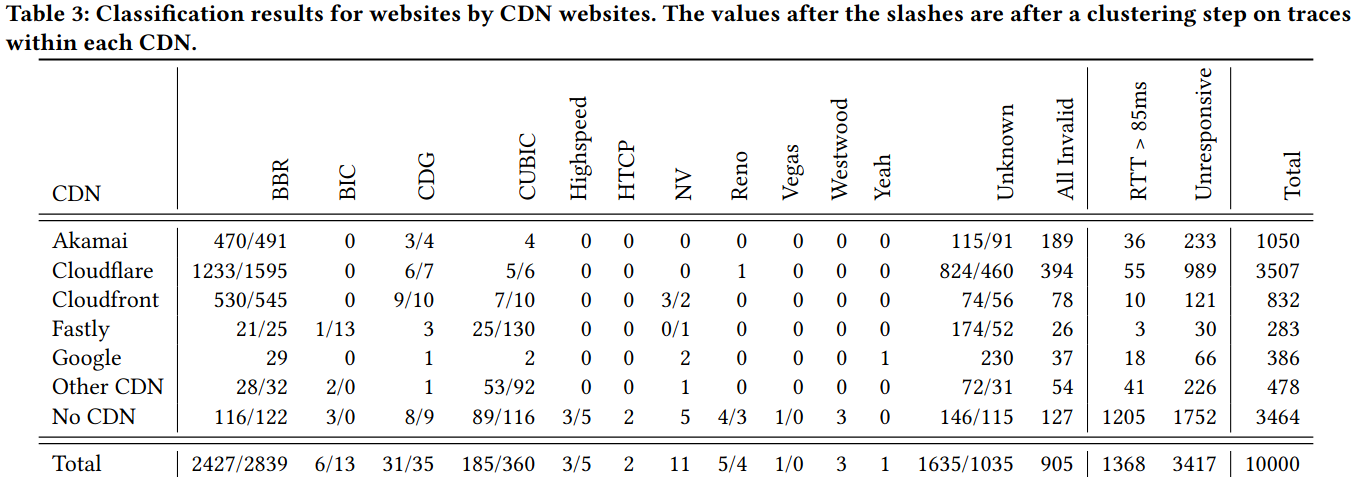 Table 3: Classification results for websites by CDN websites. The values after the slashes are after a clustering step on traces
within each CDN.
CDN BBR BIC CDG CUBIC Highspeed HTCP NV Reno Vegas Westwood Yeah Unknown All Invalid RTT > 85ms Unresponsive Total
Akamai 470/491 0 3/4 4 0 0 0 0 0 0 0 115/91 189 36 233 1050
Cloudflare 1233/1595 0 6/7 5/6 0 0 0 1 0 0 0 824/460 394 55 989 3507
Cloudfront 530/545 0 9/10 7/10 0 0 3/2 0 0 0 0 74/56 78 10 121 832
Fastly 21/25 1/13 3 25/130 0 0 0/1 0 0 0 0 174/52 26 3 30 283
Google 29 0 1 2 0 0 2 0 0 0 1 230 37 18 66 386
Other CDN 28/32 2/0 1 53/92 0 0 1 0 0 0 0 72/31 54 41 226 478
No CDN 116/122 3/0 8/9 89/116 3/5 2 5 4/3 1/0 3 0 146/115 127 1205 1752 3464
Total 2427/2839 6/13 31/35 185/360 3/5 2 11 5/4 1/0 3 1 1635/1035 905 1368 3417 10000